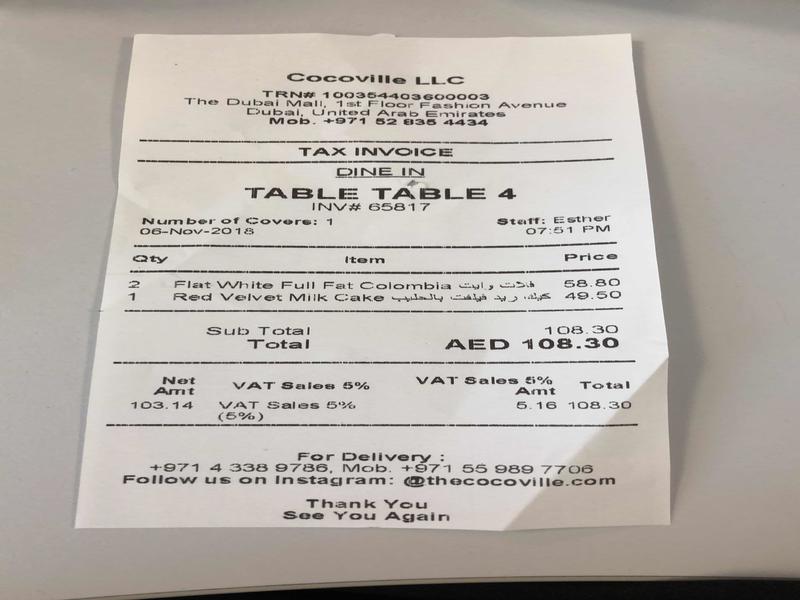 Cocoville LLC
TRN# 100354403600003
The Dubai Mall, 1st Floor Fashion Avenue
Dubai, United Arab Emirates
Mob. +971 52 835 4434
TAX INVOICE
DINE IN
TABLE TABLE 4
INV# 65817
Number of Covers: 1 Staff: Esther
06-Nov-2018 07:51 PM
Qty Item Price
2 Flat White Full Fat Colombia فلات وايت 58.80
1 Red Velvet Milk Cake كيك ريد فيلفت بالحليب 49.50
Sub Total 108.30
Total AED 108.30
Net Amt VAT Sales 5% VAT Sales 5% Amt Total
103.14 VAT Sales 5% (5%) 5.16 108.30
For Delivery :
+971 4 338 9786, Mob. +971 55 989 7706
Follow us on Instagram: @thecocoville.com
Thank You
See You Again